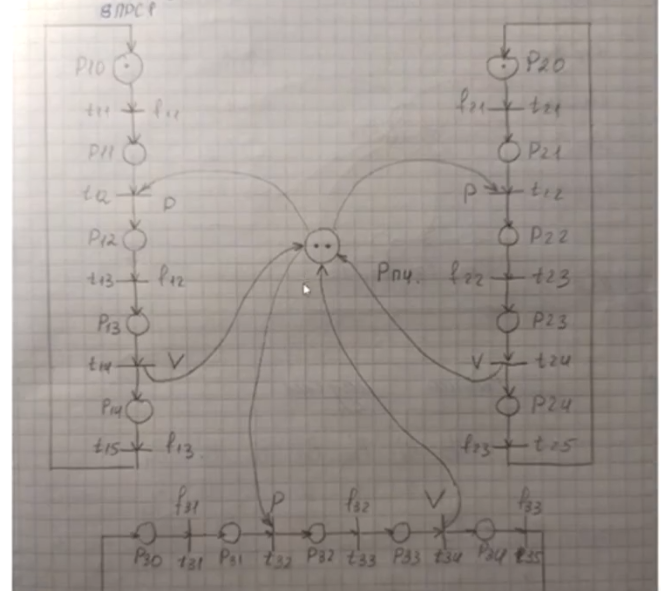 ВПРСР
P10
P20
t11 f11
f21 t21
P11
P21
t12 P
P t12
P12
P22
Pпч.
t13 f12
f22 t23
P13
P23
t14 V
V t24
P14
P24
t15 f13
f23 t25
f31 P f32 V f33
P30 t31 P31 t32 P32 t33 P33 t34 P34 t35